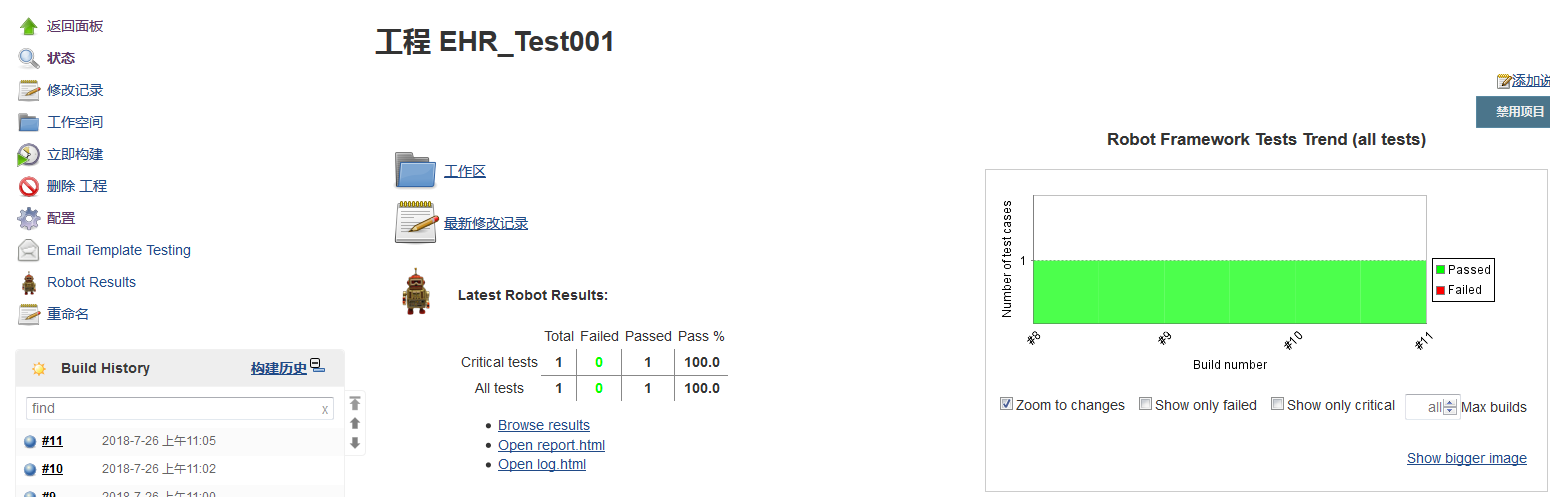 返回面板
状态
修改记录
工作空间
立即构建
删除 工程
配置
Email Template Testing
Robot Results
重命名
Build History 构建历史
find x
#11 2018-7-26 上午11:05
#10 2018-7-26 上午11:02
#9 2018-7-26 上午11:00
工程 EHR_Test001
添加说
禁用项目
工作区
最新修改记录
Latest Robot Results:
Total Failed Passed Pass %
Critical tests 1 0 1 100.0
All tests 1 0 1 100.0
Browse results
Open report.html
Open log.html
Robot Framework Tests Trend (all tests)
Number of test cases
1
Passed
Failed
#8 #9 #10 #11
Build number
Zoom to changes Show only failed Show only critical all Max builds
Show bigger image